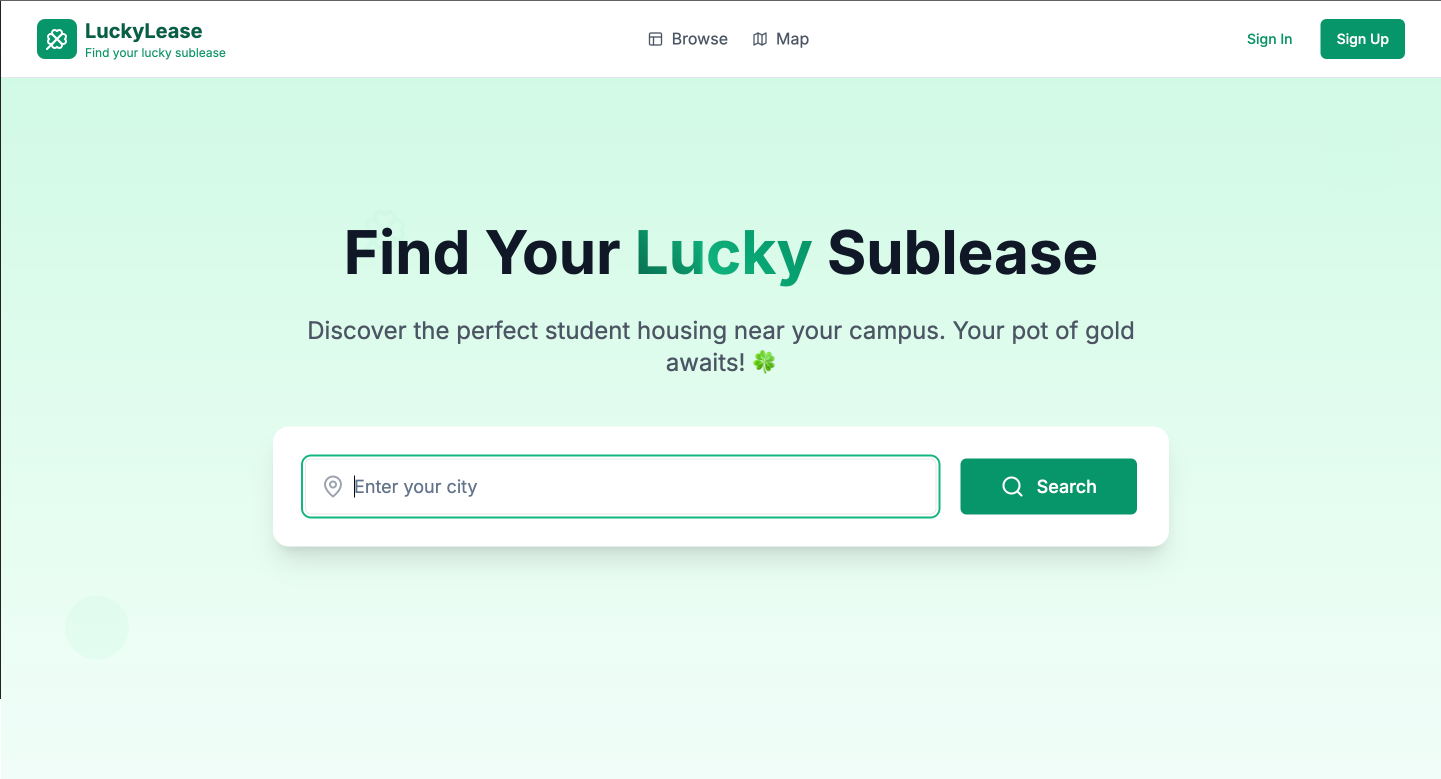 LuckyLease
Find your lucky sublease
Browse
Map
Sign In
Sign Up
Find Your Lucky Sublease
Discover the perfect student housing near your campus. Your pot of gold
awaits! 🍀
Enter your city
Search